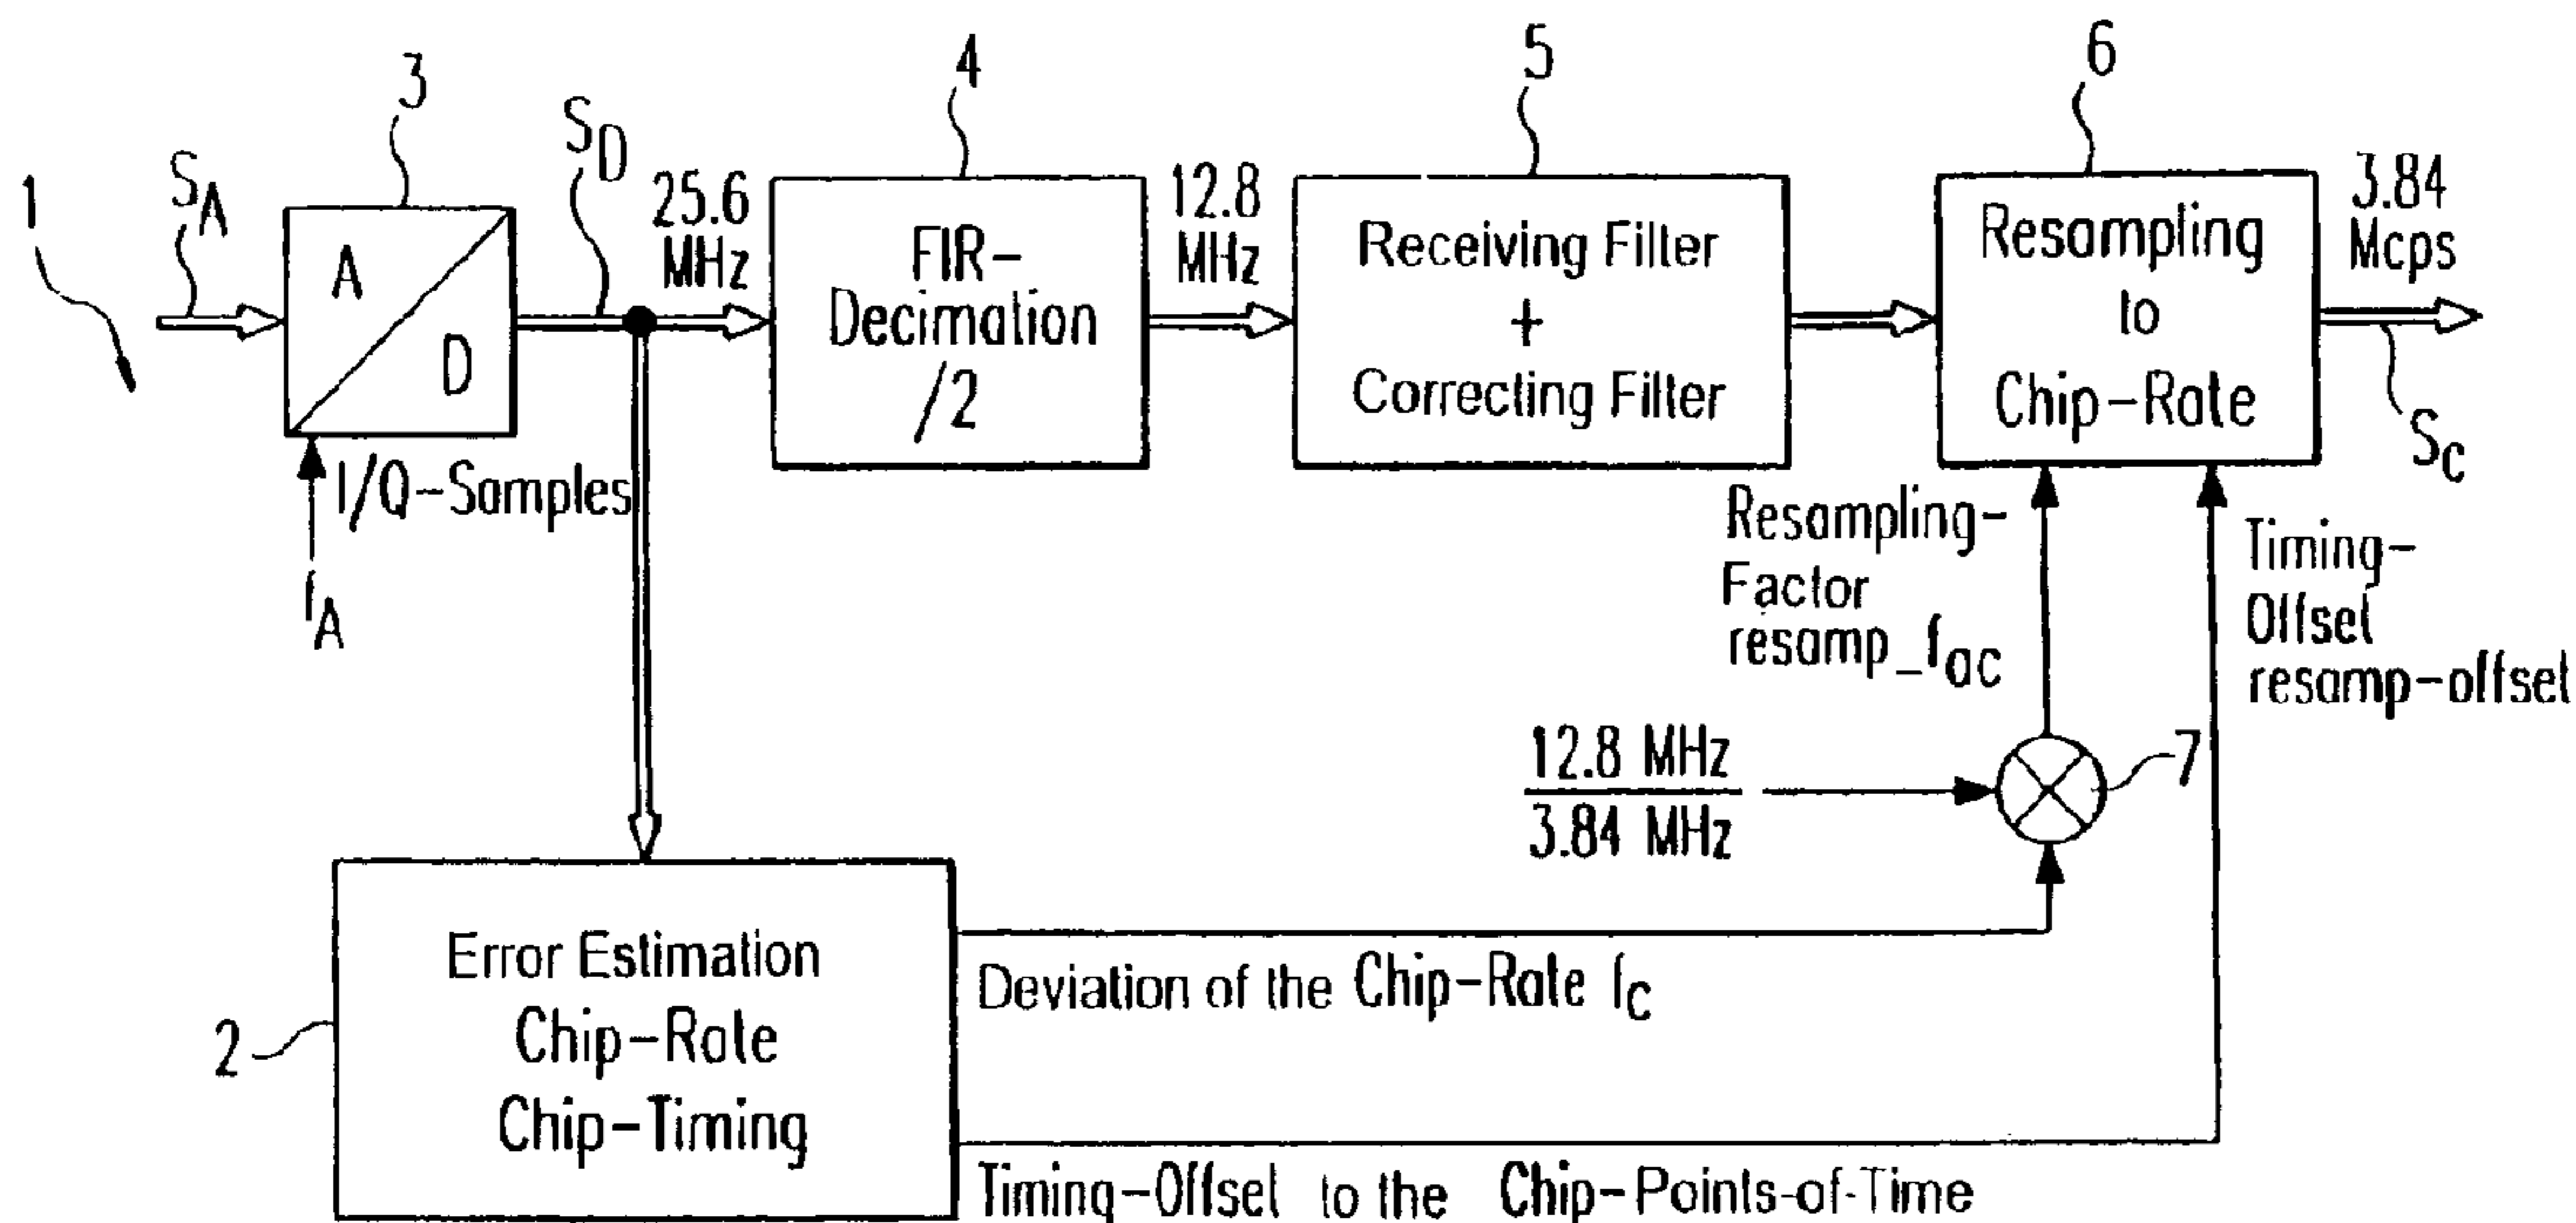 1
S_A
3
A
D
f_A
I/Q-Samples
S_D
25.6
MHz
4
FIR-
Decimation
/2
12.8
MHz
5
Receiving Filter
+
Correcting Filter
6
Resampling
to
Chip-Rate
3.84
Mcps
S_C
Resampling-
Factor
resamp_f_ac
Timing-
Offset
resamp-offset
12.8 MHz
3.84 MHz
7
2
Error Estimation
Chip-Rate
Chip-Timing
Deviation of the Chip-Rate f_C
Timing-Offset to the Chip-Points-of-Time